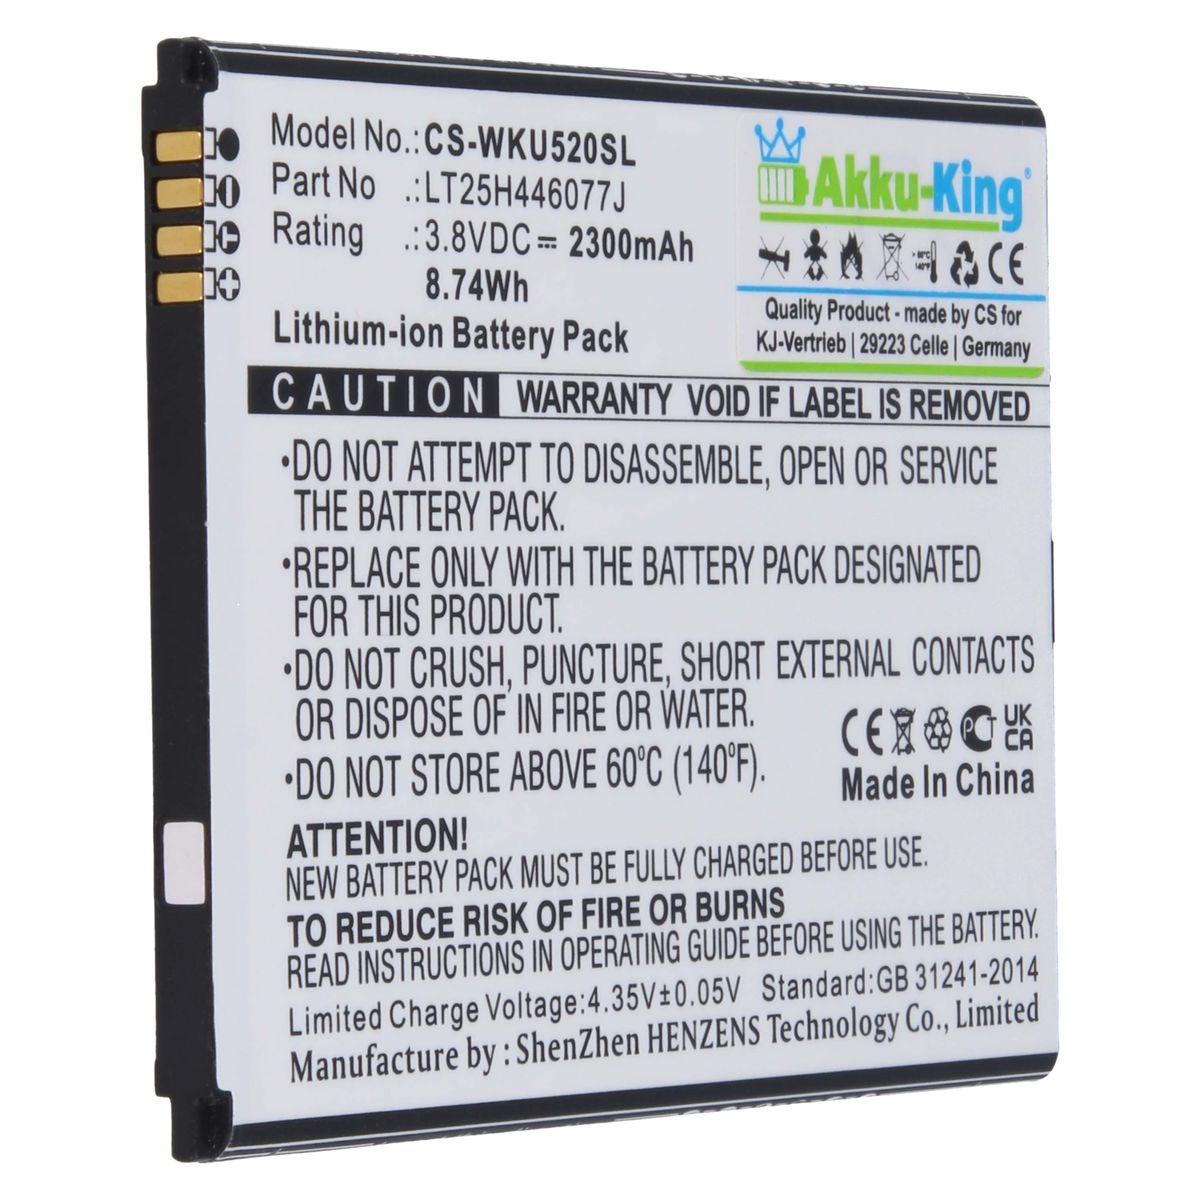 Model No.: CS-WKU520SL
Part No .: LT25H446077J
Rating .: 3.8VDC ⎓ 2300mAh
8.74Wh
Lithium-ion Battery Pack
Akku-King®
> 60°C
140°F
CE
Quality Product - made by CS for
KJ-Vertrieb | 29223 Celle | Germany
CAUTION WARRANTY VOID IF LABEL IS REMOVED
•DO NOT ATTEMPT TO DISASSEMBLE, OPEN OR SERVICE
THE BATTERY PACK.
•REPLACE ONLY WITH THE BATTERY PACK DESIGNATED
FOR THIS PRODUCT.
•DO NOT CRUSH, PUNCTURE, SHORT EXTERNAL CONTACTS
OR DISPOSE OF IN FIRE OR WATER.
•DO NOT STORE ABOVE 60°C (140°F).
CE PCT UK
CA
Made In China
ATTENTION!
NEW BATTERY PACK MUST BE FULLY CHARGED BEFORE USE.
TO REDUCE RISK OF FIRE OR BURNS
READ INSTRUCTIONS IN OPERATING GUIDE BEFORE USING THE BATTERY.
Limited Charge Voltage:4.35V±0.05V Standard:GB 31241-2014
Manufacture by : ShenZhen HENZENS Technology Co., Limited